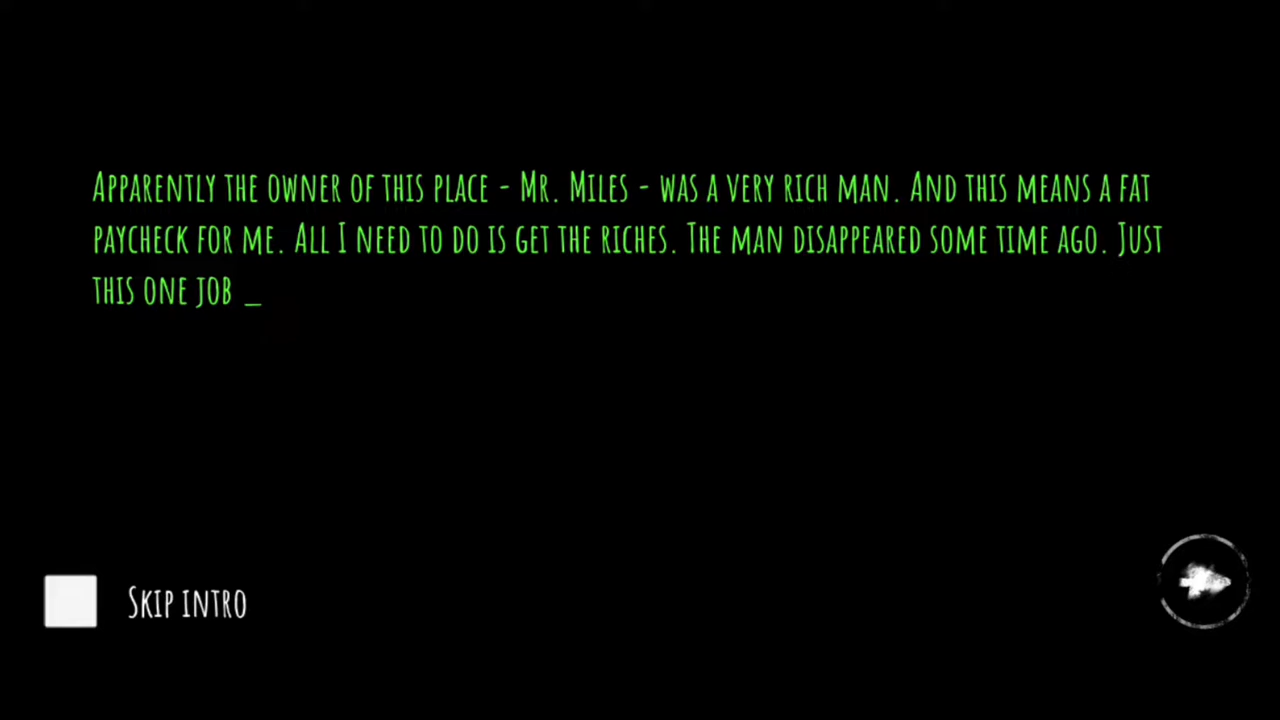 Apparently the owner of this place - Mr. Miles - was a very rich man. And this means a fat
paycheck for me. All I need to do is get the riches. The man disappeared some time ago. Just
this one job _
Skip intro